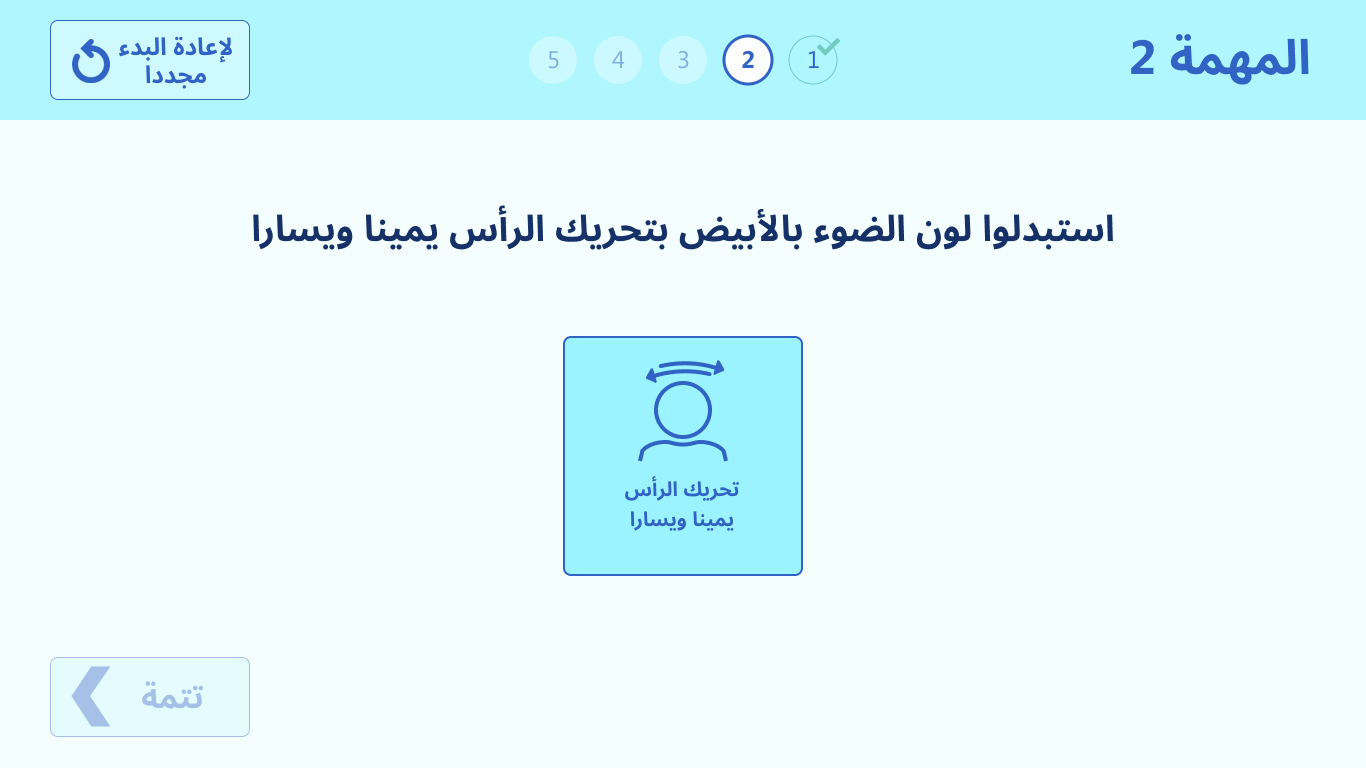 المهمة 2
1
2
3
4
5
لإعادة البدء
مجددا
استبدلوا لون الضوء بالأبيض بتحريك الرأس يمينا ويسارا
تحريك الرأس
يمينا ويسارا
تتمة